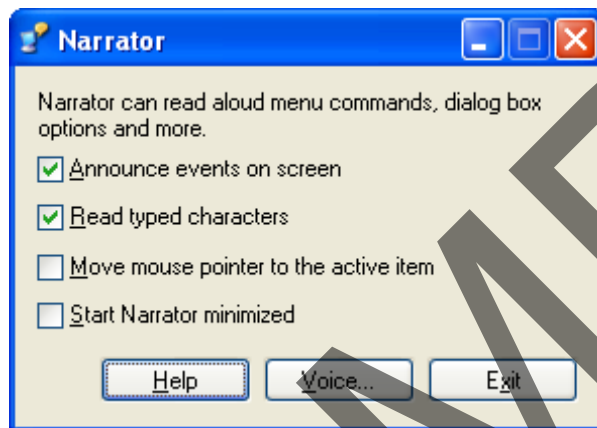 Narrator
Narrator can read aloud menu commands, dialog box
options and more.
Announce events on screen
Read typed characters
Move mouse pointer to the active item
Start Narrator minimized
Help Voice... Exit